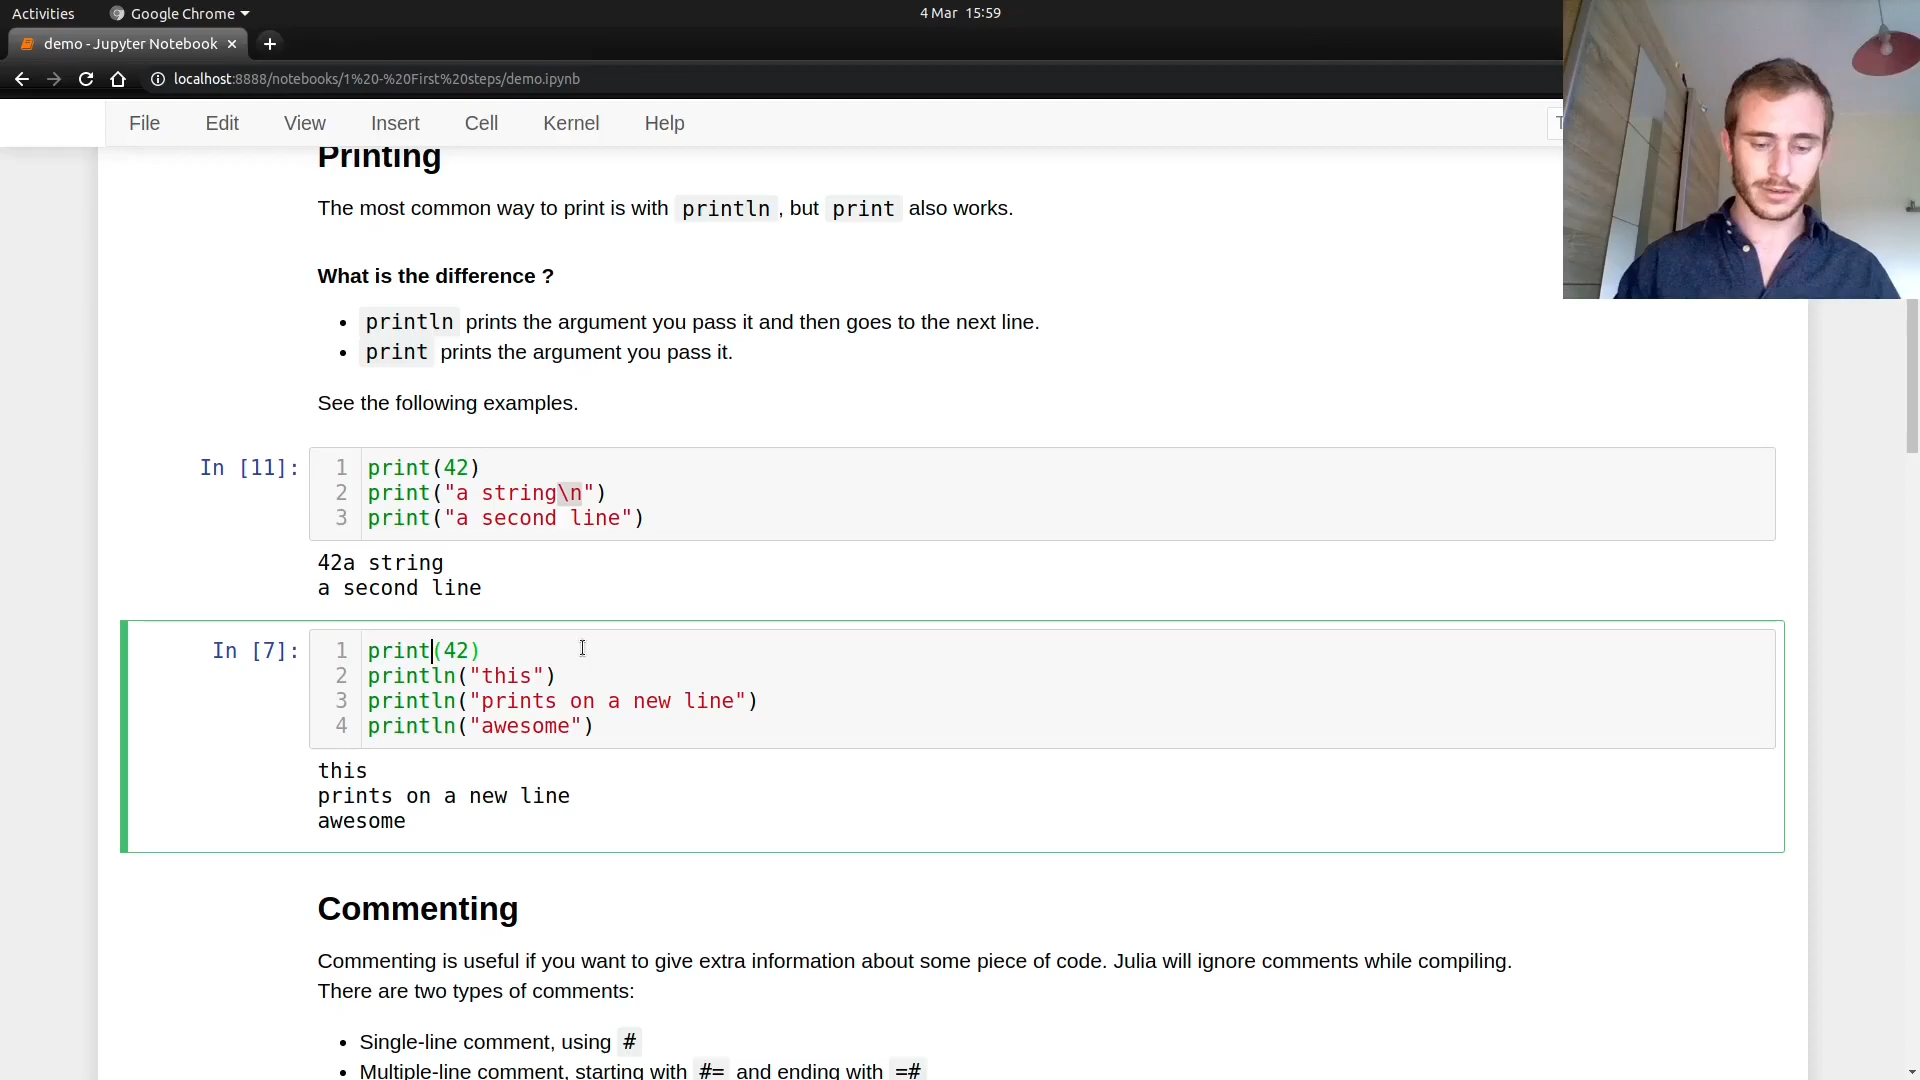 Activities
Google Chrome
4 Mar 15:59
demo - Jupyter Notebook
localhost:8888/notebooks/1%20-%20First%20steps/demo.ipynb
File Edit View Insert Cell Kernel Help
Printing
The most common way to print is with println , but print also works.
What is the difference ?
println prints the argument you pass it and then goes to the next line.
print prints the argument you pass it.
See the following examples.
In [11]:
1 print(42)
2 print("a string\n")
3 print("a second line")
42a string
a second line
In [7]:
1 print(42)
2 println("this")
3 println("prints on a new line")
4 println("awesome")
this
prints on a new line
awesome
Commenting
Commenting is useful if you want to give extra information about some piece of code. Julia will ignore comments while compiling.
There are two types of comments:
Single-line comment, using #
Multiple-line comment, starting with #= and ending with =#